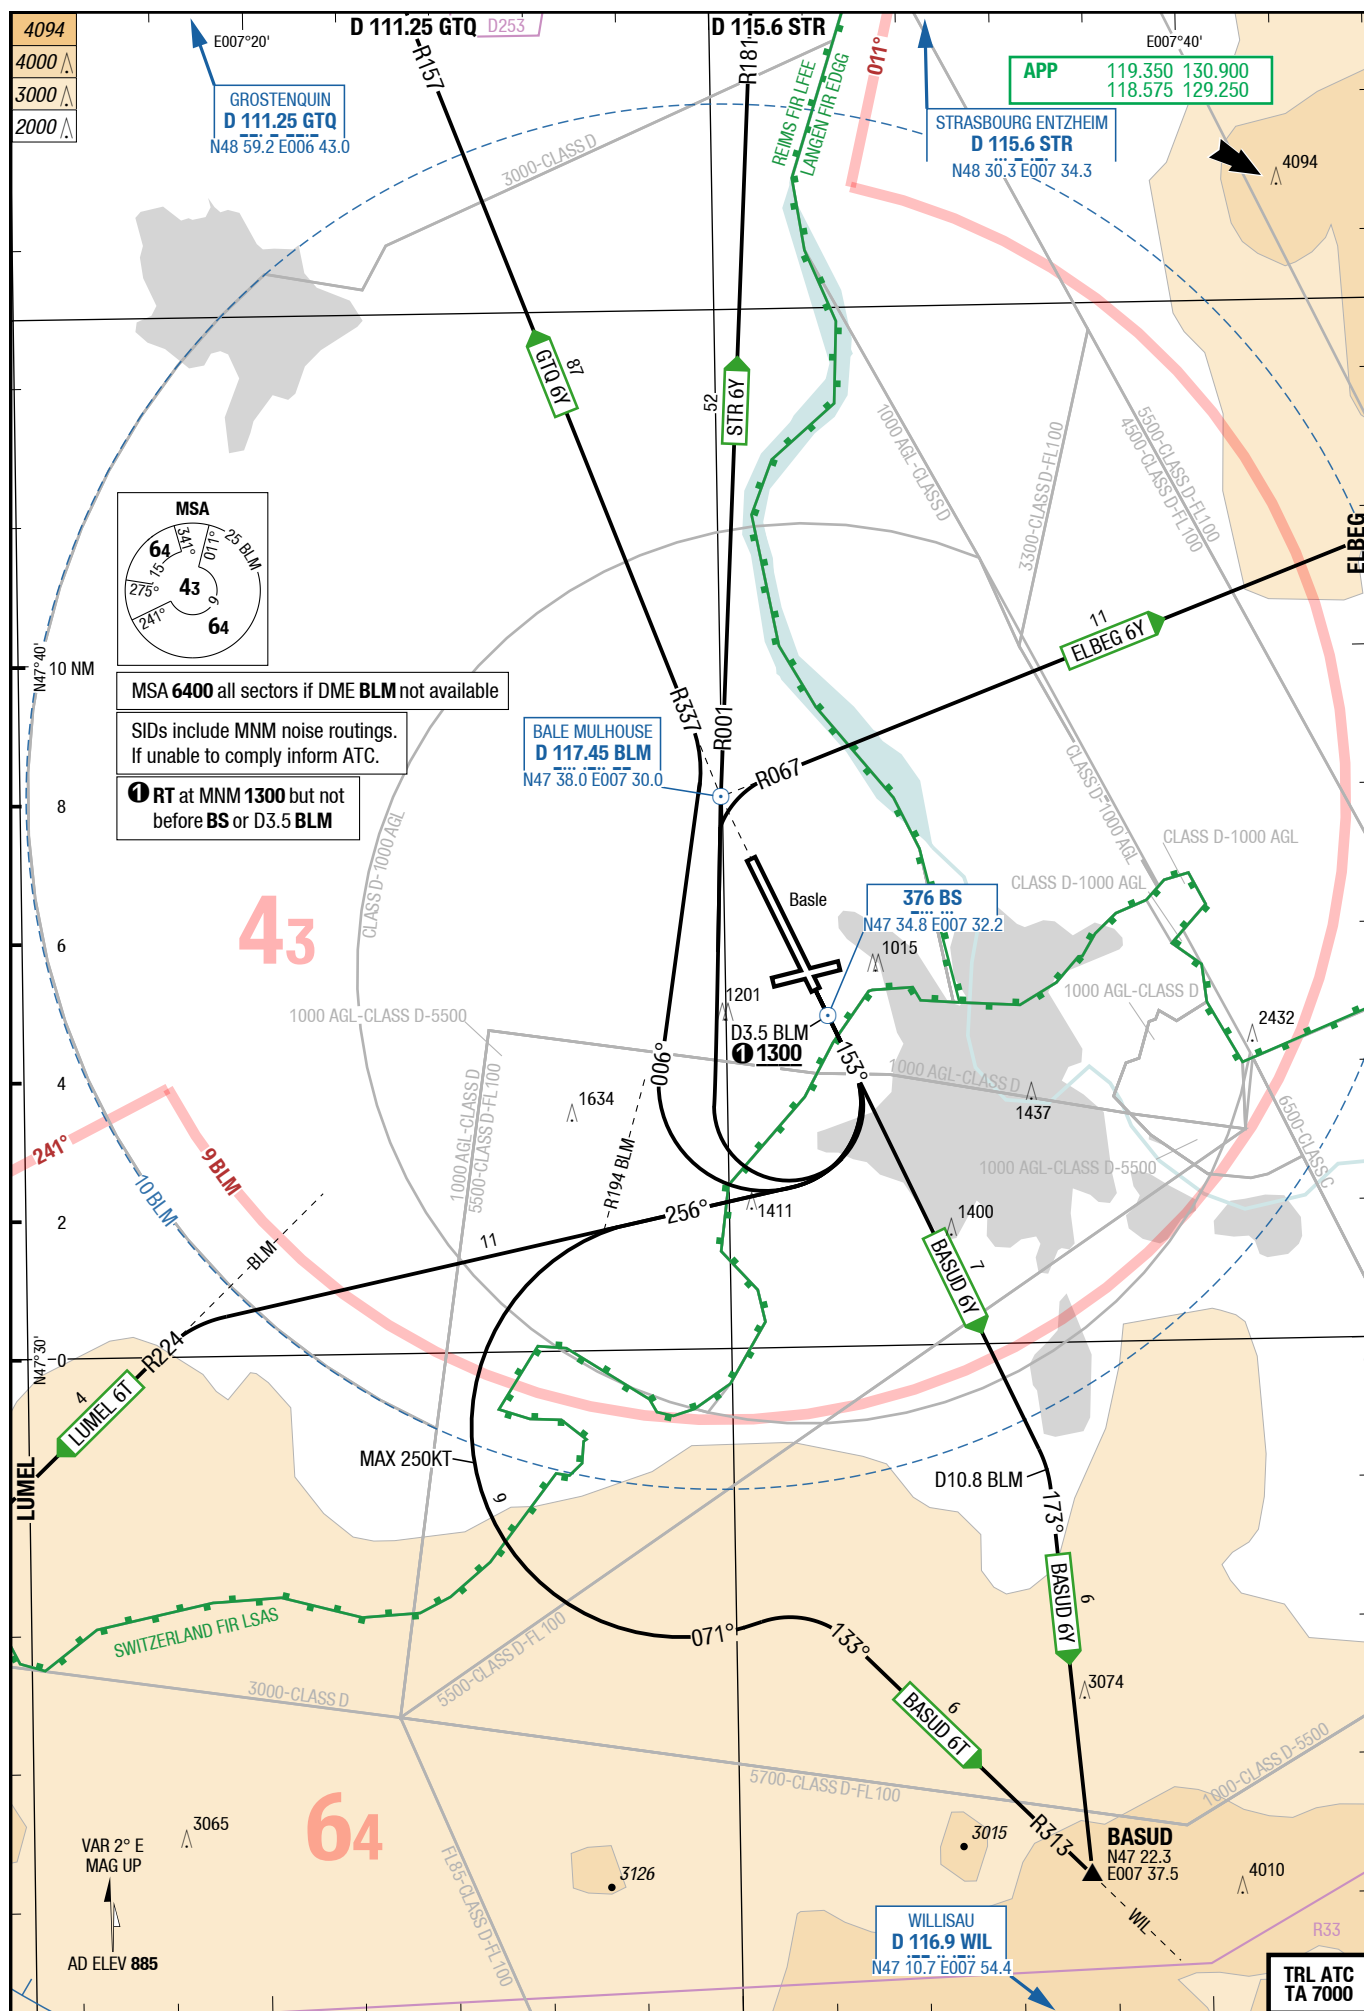 4094
4000
3000
2000
E007°20'
D 111.25 GTQ
D253
D 115.6 STR
E007°40'
APP 119.350 130.900
118.575 129.250
GROSTENQUIN
D 111.25 GTQ
N48 59.2 E006 43.0
R157
R181
REIMS FIR LFEE
LANGEN FIR EDGG
011°
STRASBOURG ENTZHEIM
D 115.6 STR
N48 30.3 E007 34.3
4094
3000-CLASS D
GTQ 6Y
87
52
STR 6Y
1000 AGL-CLASS D
3300-CLASS D-FL100
5500-CLASS D-FL100
4500-CLASS D-FL100
ELBEG
MSA
64
341°
011°
25 BLM
15
275°
43
9
241°
64
11
ELBEG 6Y
N47°40'
10 NM
MSA 6400 all sectors if DME BLM not available
SIDs include MNM noise routings.
If unable to comply inform ATC.
1 RT at MNM 1300 but not
before BS or D3.5 BLM
R337
R001
R067
BALE MULHOUSE
D 117.45 BLM
N47 38.0 E007 30.0
8
CLASS D-1000 AGL
CLASS D-1000 AGL
CLASS D-1000 AGL
CLASS D-1000 AGL
Basle
376 BS
N47 34.8 E007 32.2
43
6
1015
1201
1000 AGL-CLASS D-5500
1000 AGL-CLASS D
2432
D3.5 BLM
1 1300
153°
006°
1000 AGL-CLASS D
4
1634
1437
6500-CLASS C
241°
9 BLM
10 BLM
1000 AGL-CLASS D
5500-CLASS D-FL100
R194 BLM
1000 AGL-CLASS D-5500
256°
1411
1400
2
11
BLM
BASUD 6Y
7
N47°30'
0
R224
4
LUMEL 6T
LUMEL
MAX 250KT
9
D10.8 BLM
173°
BASUD 6Y
6
SWITZERLAND FIR LSAS
071°
133°
5500-CLASS D-FL100
3000-CLASS D
3074
BASUD 6T
6
5700-CLASS D-FL100
1000-CLASS D-5500
64
3065
VAR 2° E
MAG UP
AD ELEV 885
FL85-CLASS D-FL100
3126
3015
R313
BASUD
N47 22.3
E007 37.5
4010
WIL
WILLISAU
D 116.9 WIL
N47 10.7 E007 54.4
R33
TRL ATC
TA 7000